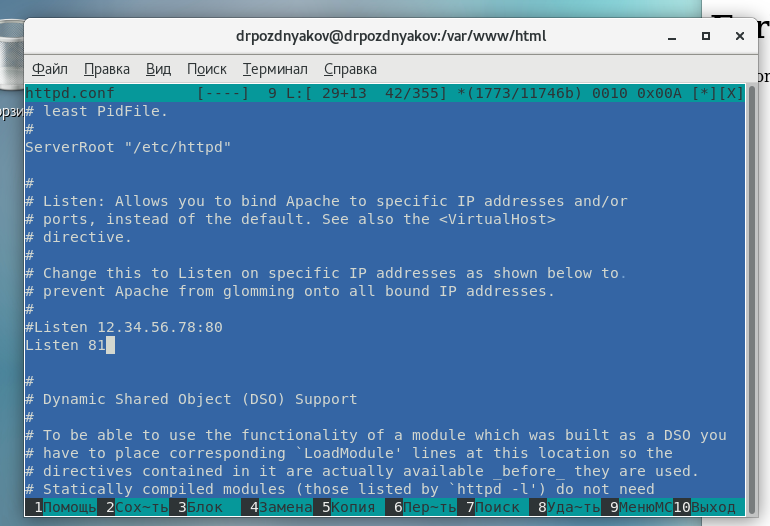 drpozdnyakov@drpozdnyakov:/var/www/html
Файл Правка Вид Поиск Терминал Справка
httpd.conf [----] 9 L:[ 29+13 42/355] *(1773/11746b) 0010 0x00A [*][X]
# least PidFile.
#
ServerRoot "/etc/httpd"
#
# Listen: Allows you to bind Apache to specific IP addresses and/or
# ports, instead of the default. See also the <VirtualHost>
# directive.
#
# Change this to Listen on specific IP addresses as shown below to.
# prevent Apache from glomming onto all bound IP addresses.
#
#Listen 12.34.56.78:80
Listen 81
#
# Dynamic Shared Object (DSO) Support
#
# To be able to use the functionality of a module which was built as a DSO you
# have to place corresponding `LoadModule' lines at this location so the
# directives contained in it are actually available _before_ they are used.
# Statically compiled modules (those listed by `httpd -l') do not need
1Помощь 2Сох~ть 3Блок 4Замена 5Копия 6Пер~ть 7Поиск 8Уда~ть 9МенюMC 10Выход